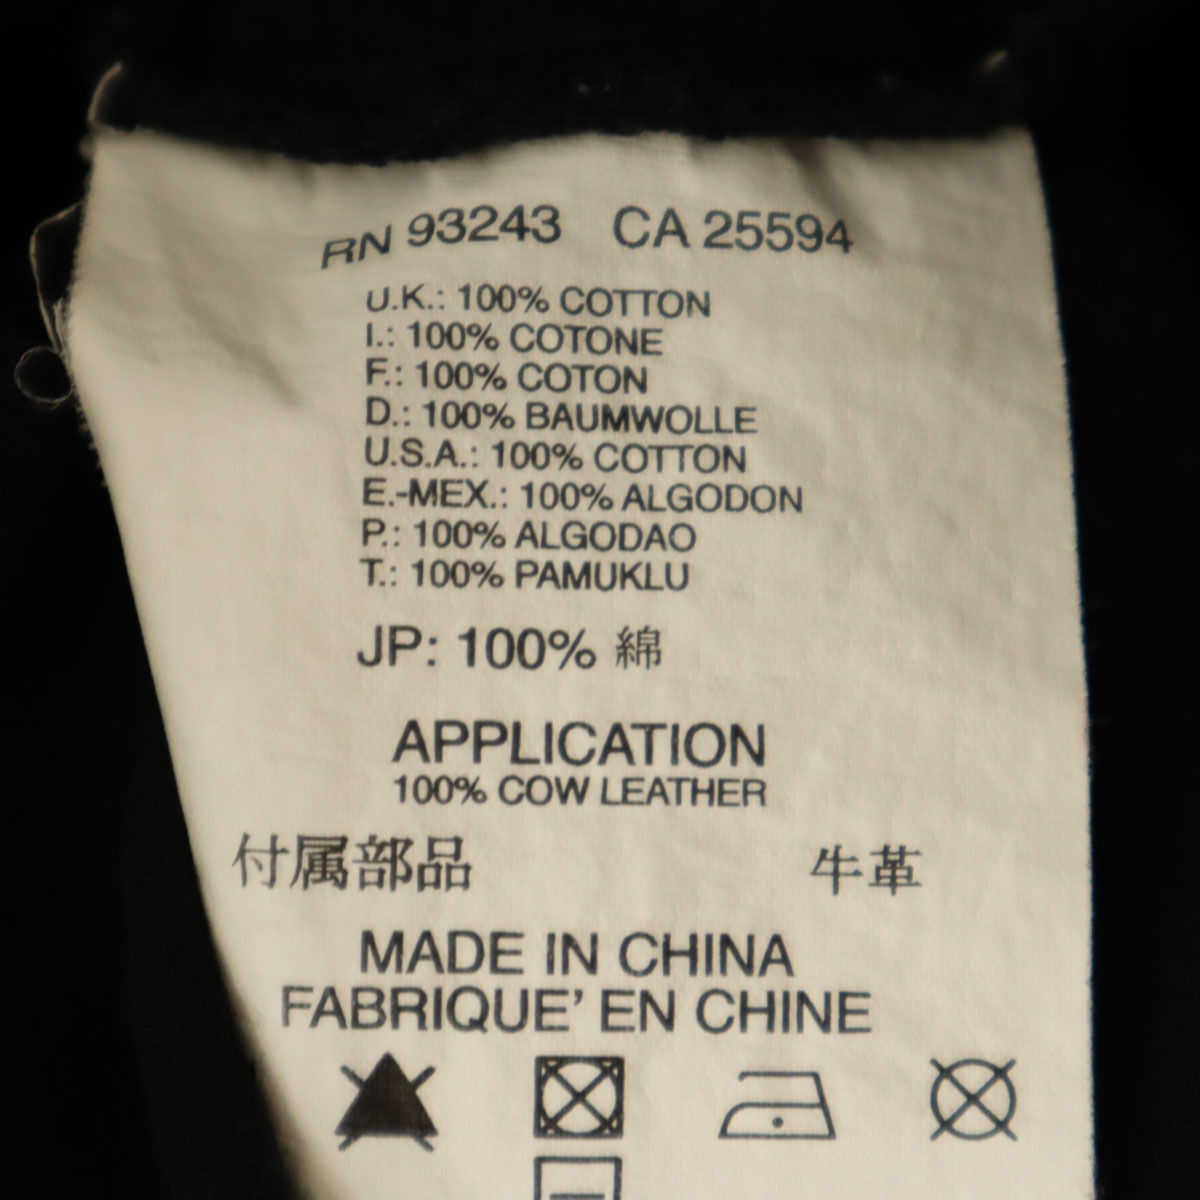 RN 93243 CA 25594
U.K.: 100% COTTON
I.: 100% COTONE
F.: 100% COTON
D.: 100% BAUMWOLLE
U.S.A.: 100% COTTON
E.-MEX.: 100% ALGODON
P.: 100% ALGODAO
T.: 100% PAMUKLU
JP: 100% 綿
APPLICATION
100% COW LEATHER
付属部品 牛革
MADE IN CHINA
FABRIQUE' EN CHINE